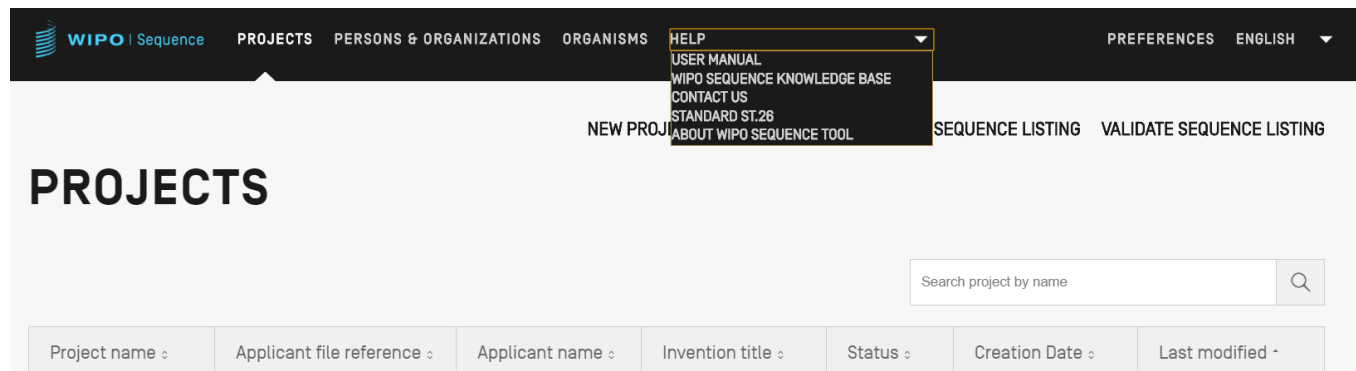 WIPO | Sequence PROJECTS PERSONS & ORGANIZATIONS ORGANISMS HELP PREFERENCES ENGLISH
USER MANUAL
WIPO SEQUENCE KNOWLEDGE BASE
CONTACT US
STANDARD ST.26
ABOUT WIPO SEQUENCE TOOL
NEW PROJ SEQUENCE LISTING VALIDATE SEQUENCE LISTING
PROJECTS
Search project by name
Project name Applicant file reference Applicant name Invention title Status Creation Date Last modified